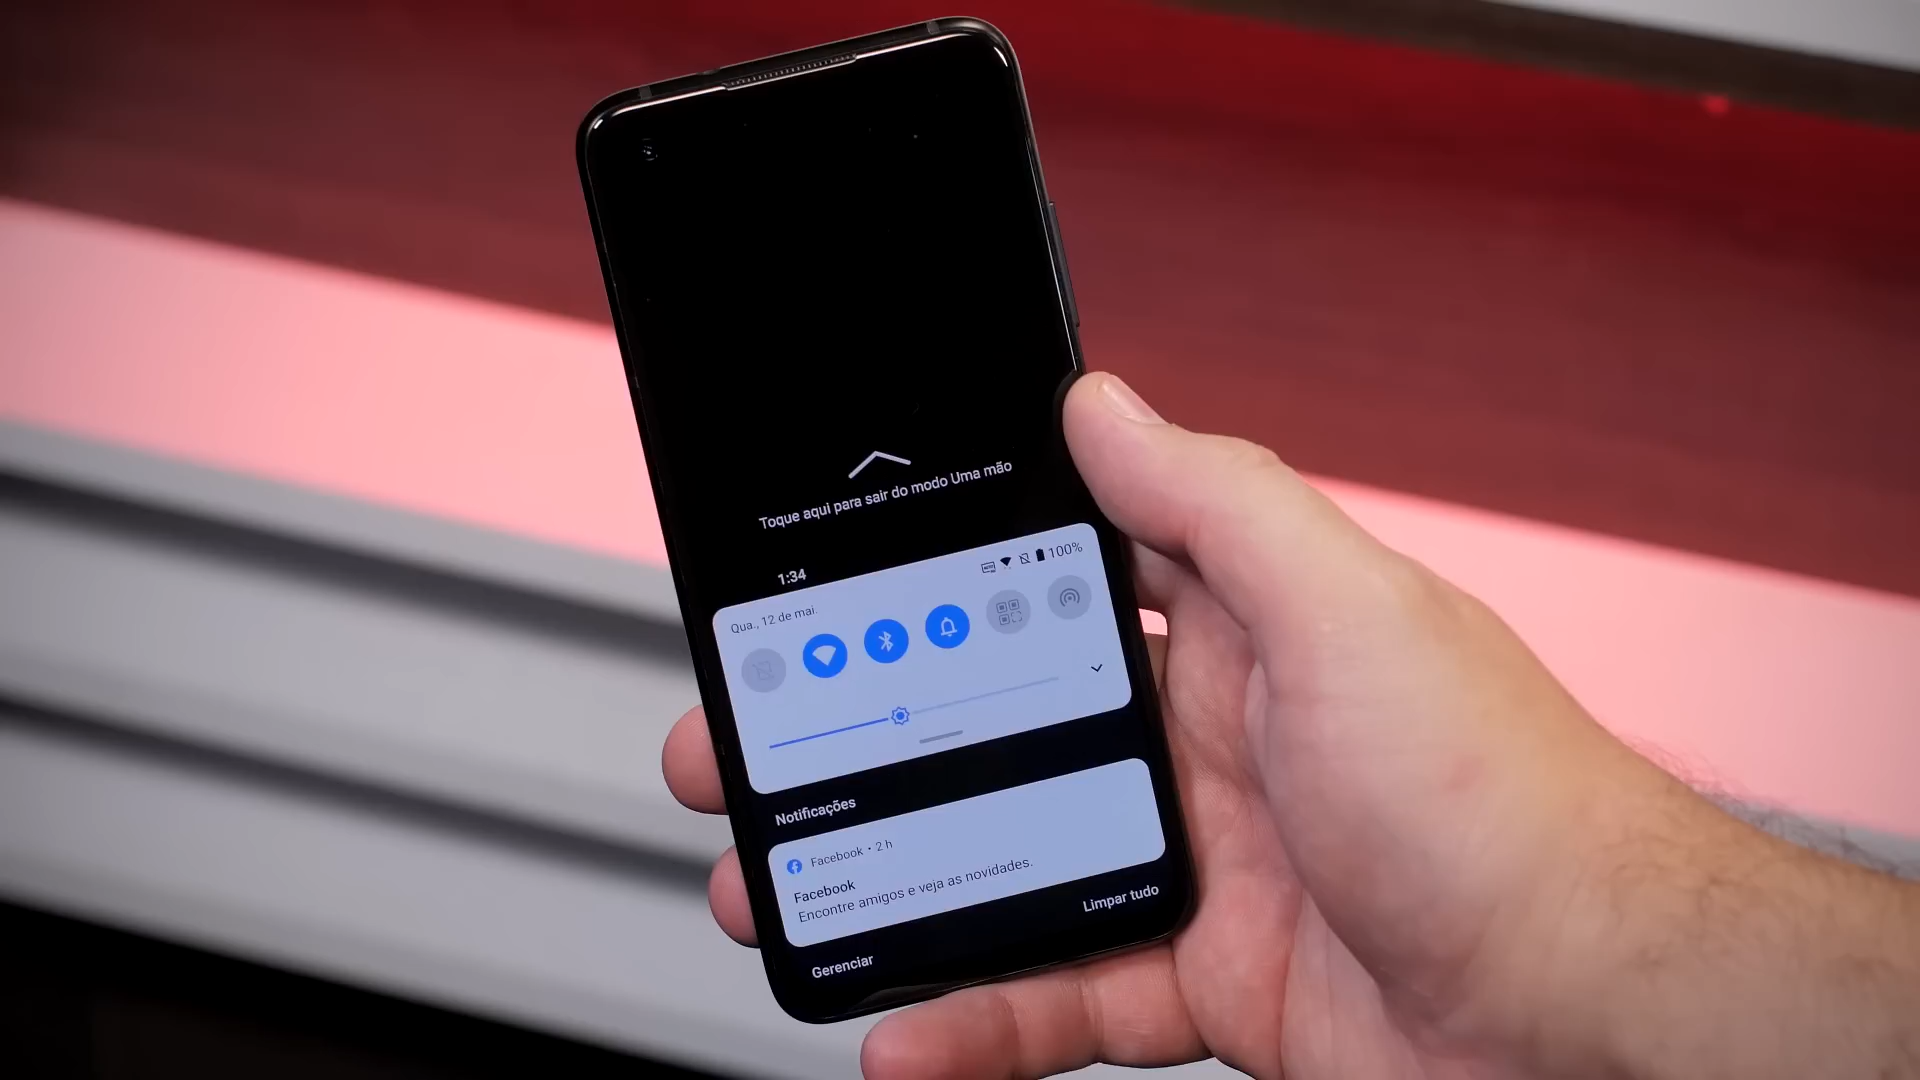 Toque aqui para sair do modo Uma mão
1:34
100%
Qua., 12 de mai.
Notificações
Facebook • 2 h
Facebook
Encontre amigos e veja as novidades.
Limpar tudo
Gerenciar